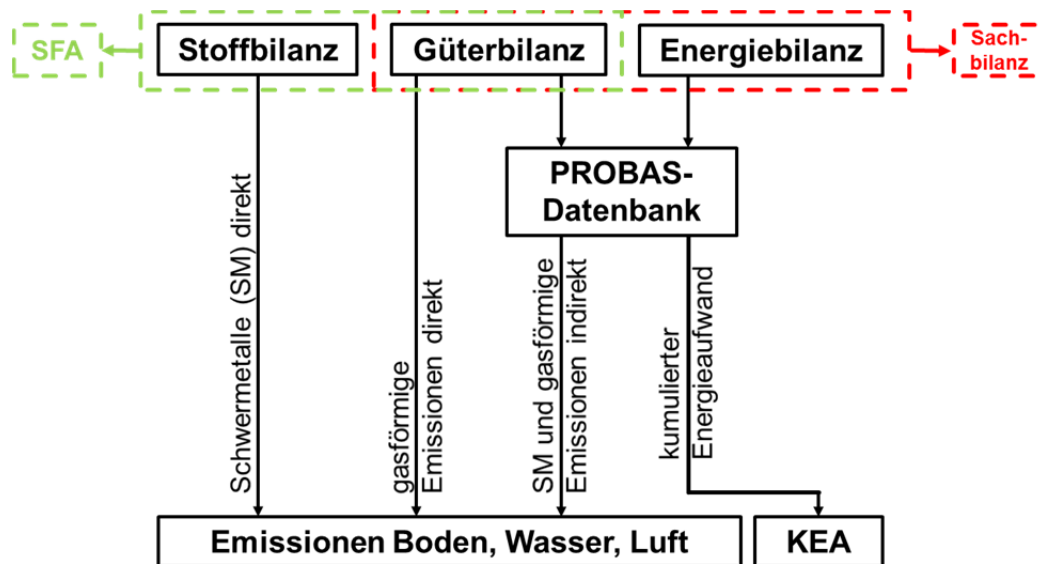 SFA
Stoffbilanz
Güterbilanz
Energiebilanz
Sach-
bilanz
PROBAS-
Datenbank
Schwermetalle (SM) direkt
gasförmige
Emissionen direkt
SM und gasförmige
Emissionen indirekt
kumulierter
Energieaufwand
Emissionen Boden, Wasser, Luft
KEA